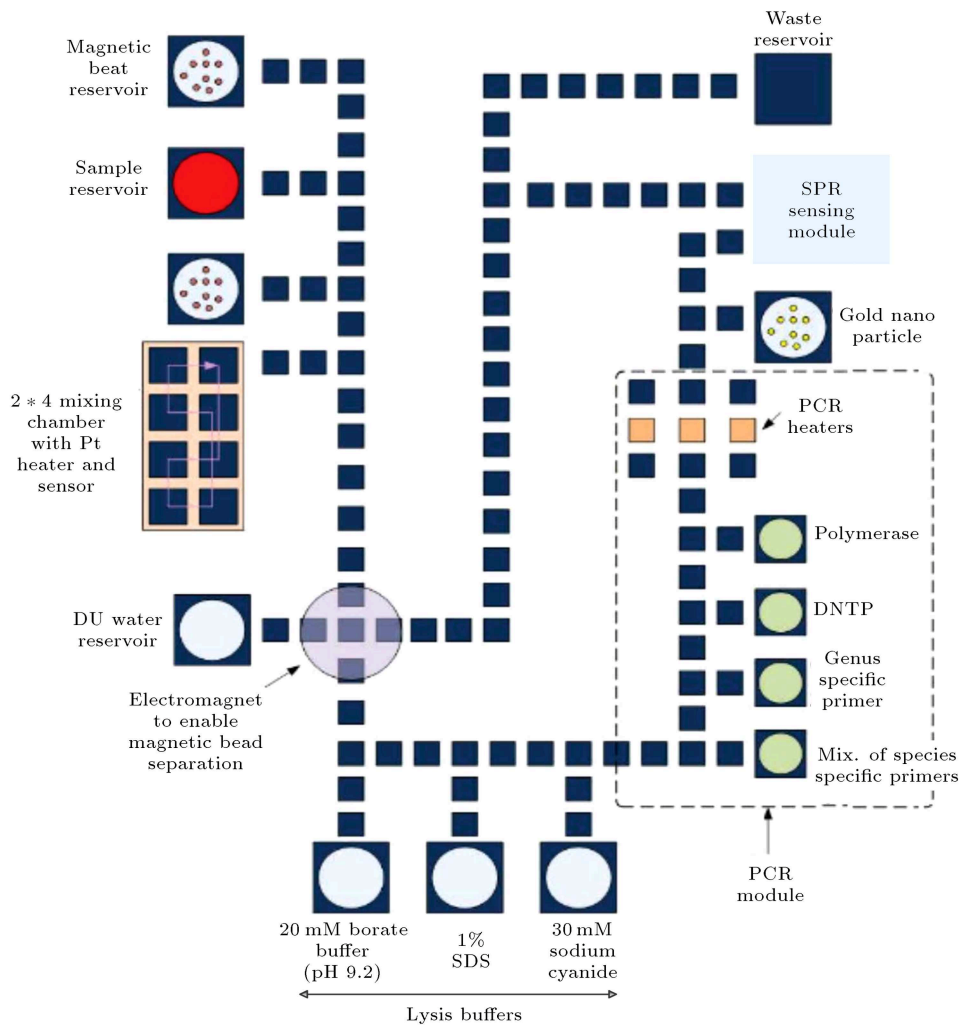 Magnetic
beat
reservoir
Waste
reservoir
Sample
reservoir
SPR
sensing
module
Gold nano
particle
2 * 4 mixing
chamber
with Pt
heater and
sensor
PCR
heaters
Polymerase
DNTP
DU water
reservoir
Genus
specific
primer
Electromagnet
to enable
magnetic bead
separation
Mix. of species
specific primers
PCR
module
20 mM borate
buffer
(pH 9.2)
1%
SDS
30 mM
sodium
cyanide
Lysis buffers